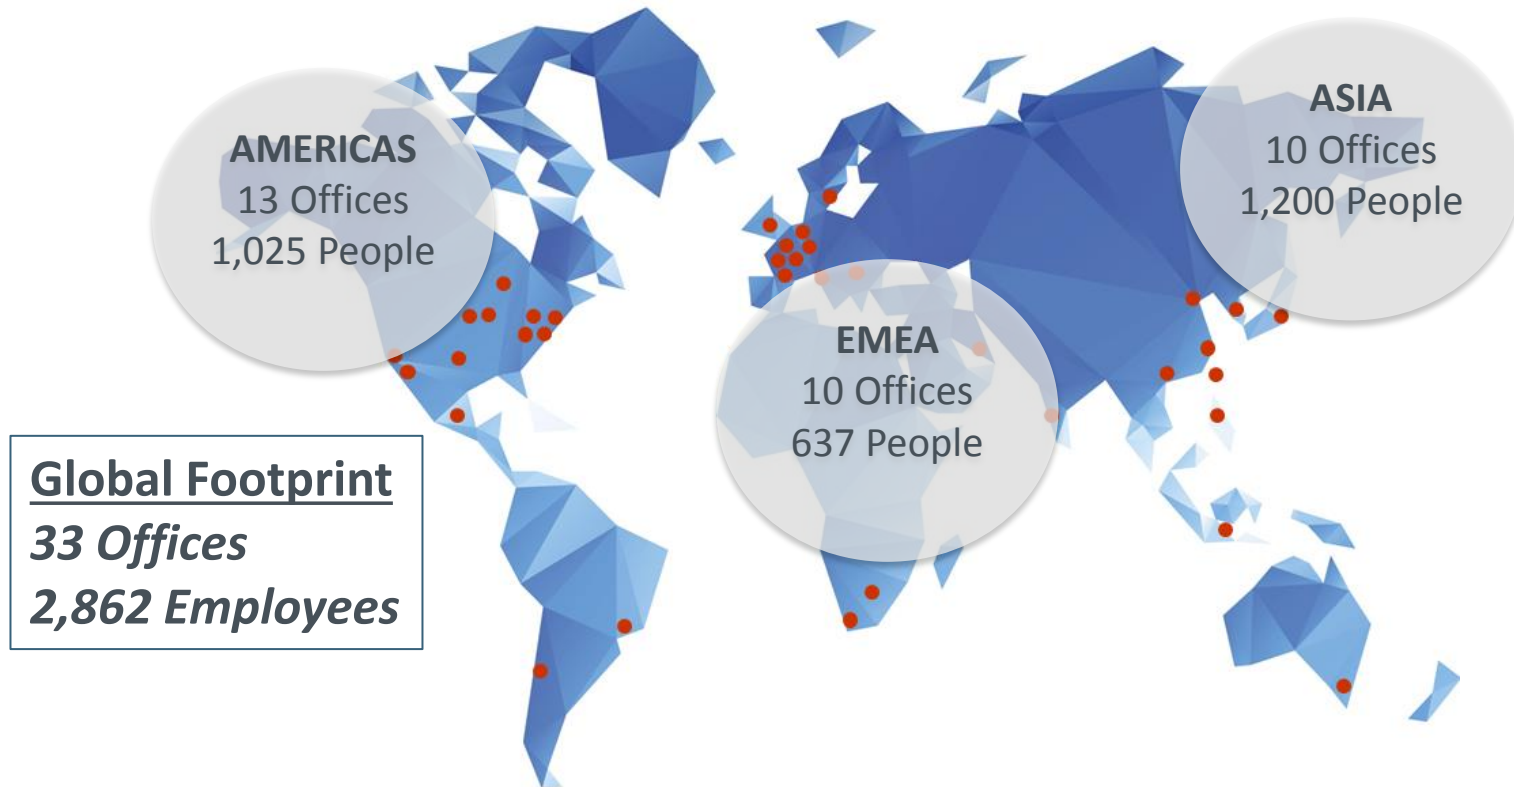 AMERICAS
13 Offices
1,025 People
ASIA
10 Offices
1,200 People
EMEA
10 Offices
637 People
Global Footprint
33 Offices
2,862 Employees